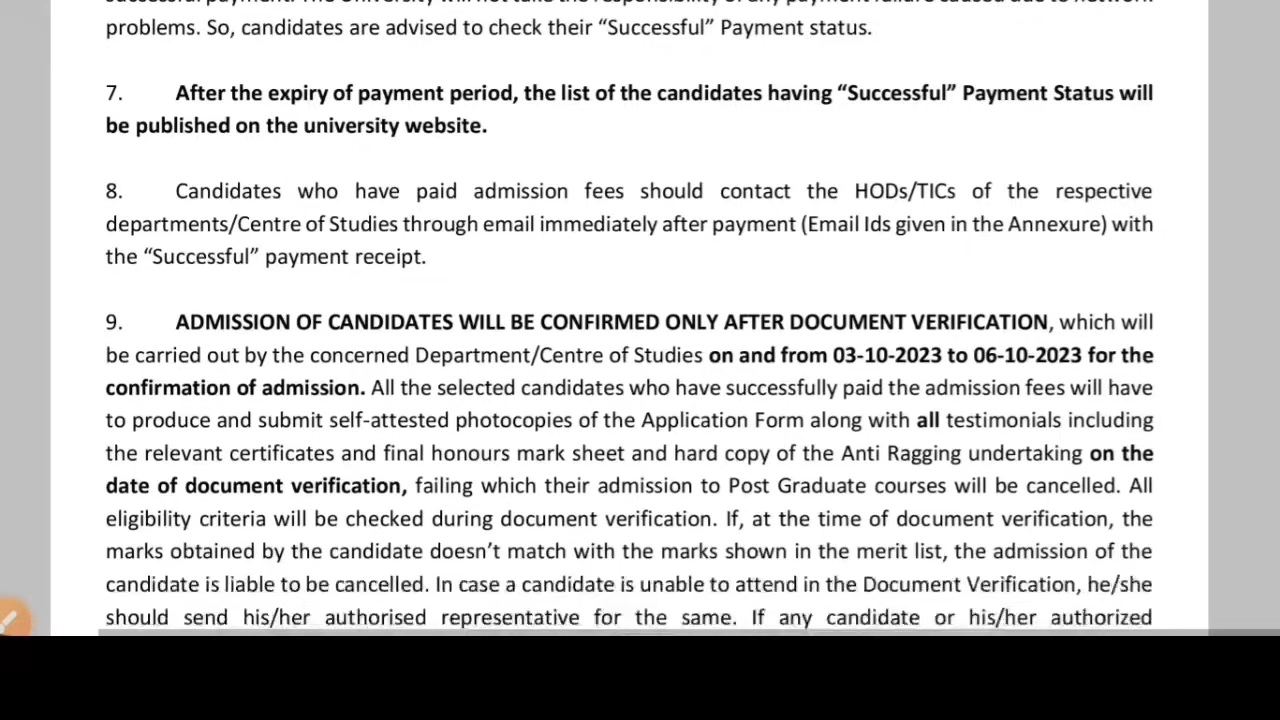 problems. So, candidates are advised to check their “Successful” Payment status.
7. After the expiry of payment period, the list of the candidates having “Successful” Payment Status will
be published on the university website.
8. Candidates who have paid admission fees should contact the HODs/TICs of the respective
departments/Centre of Studies through email immediately after payment (Email Ids given in the Annexure) with
the “Successful” payment receipt.
9. ADMISSION OF CANDIDATES WILL BE CONFIRMED ONLY AFTER DOCUMENT VERIFICATION, which will
be carried out by the concerned Department/Centre of Studies on and from 03-10-2023 to 06-10-2023 for the
confirmation of admission. All the selected candidates who have successfully paid the admission fees will have
to produce and submit self-attested photocopies of the Application Form along with all testimonials including
the relevant certificates and final honours mark sheet and hard copy of the Anti Ragging undertaking on the
date of document verification, failing which their admission to Post Graduate courses will be cancelled. All
eligibility criteria will be checked during document verification. If, at the time of document verification, the
marks obtained by the candidate doesn’t match with the marks shown in the merit list, the admission of the
candidate is liable to be cancelled. In case a candidate is unable to attend in the Document Verification, he/she
should send his/her authorised representative for the same. If any candidate or his/her authorized